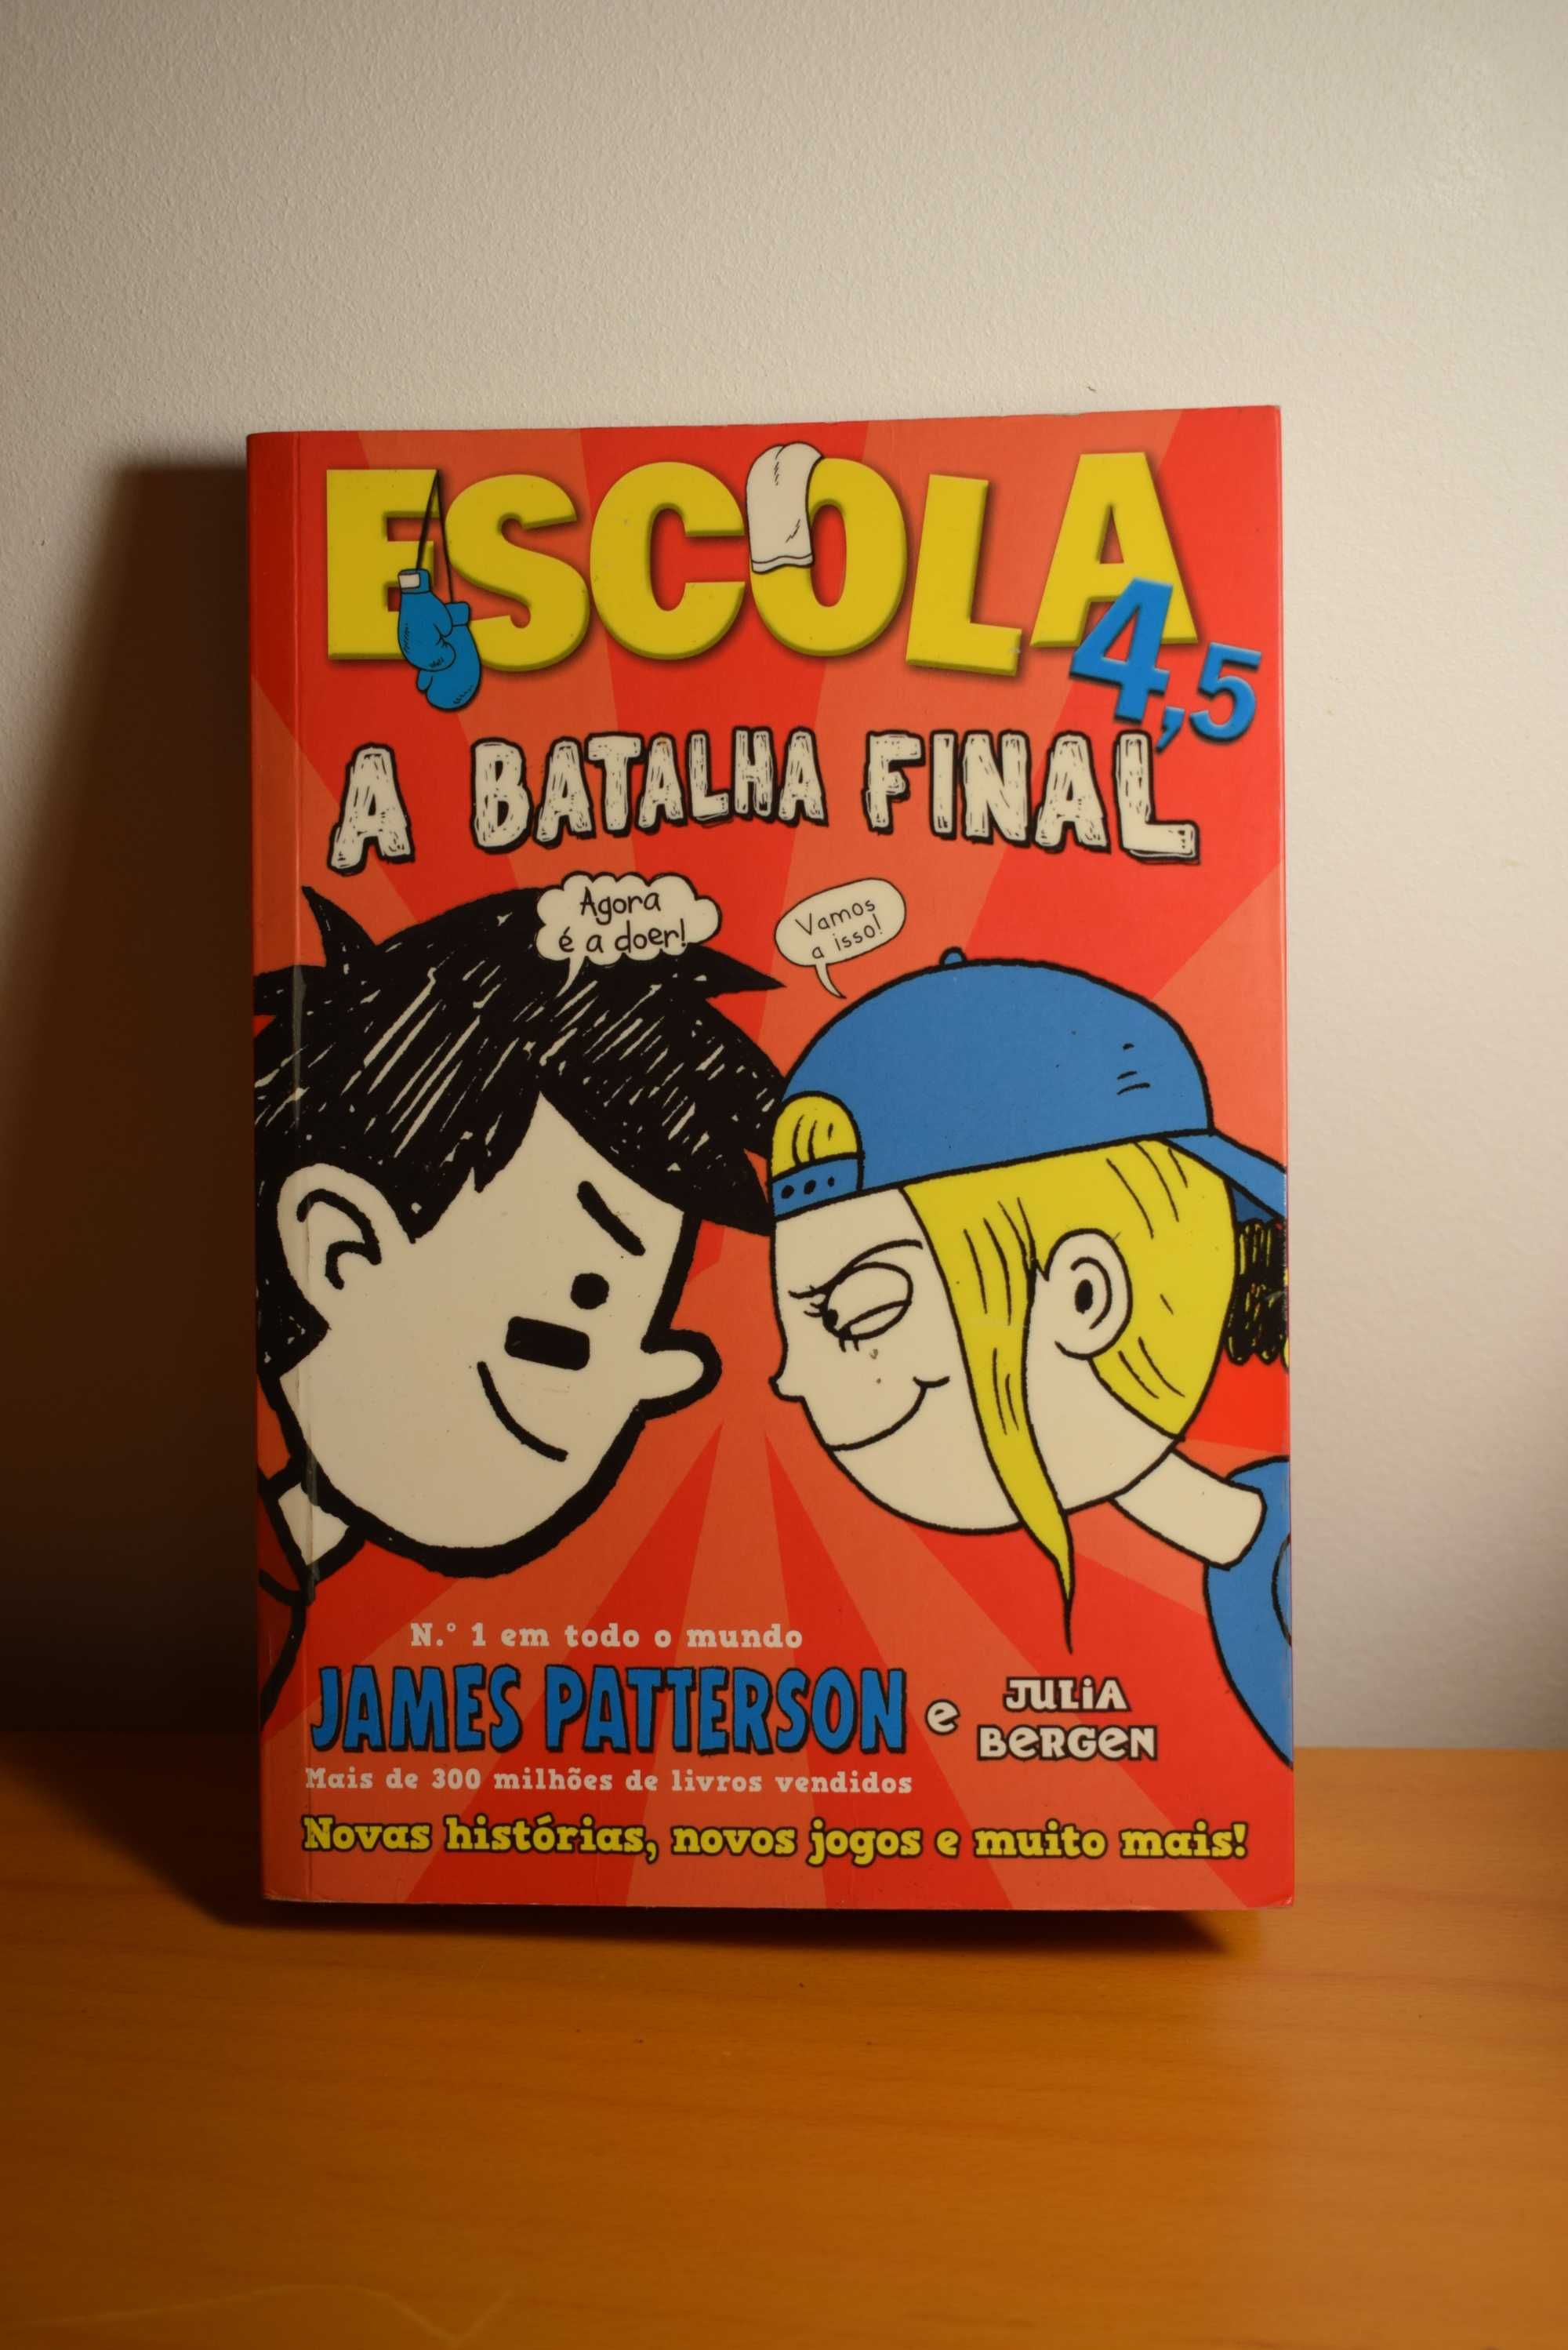 ESCOLA
4,5
A BATALHA FINAL
Agora
é a doer!
Vamos
a isso!
N.º 1 em todo o mundo
JAMES PATTERSON e JULIA BERGEN
Mais de 300 milhões de livros vendidos
Novas histórias, novos jogos e muito mais!